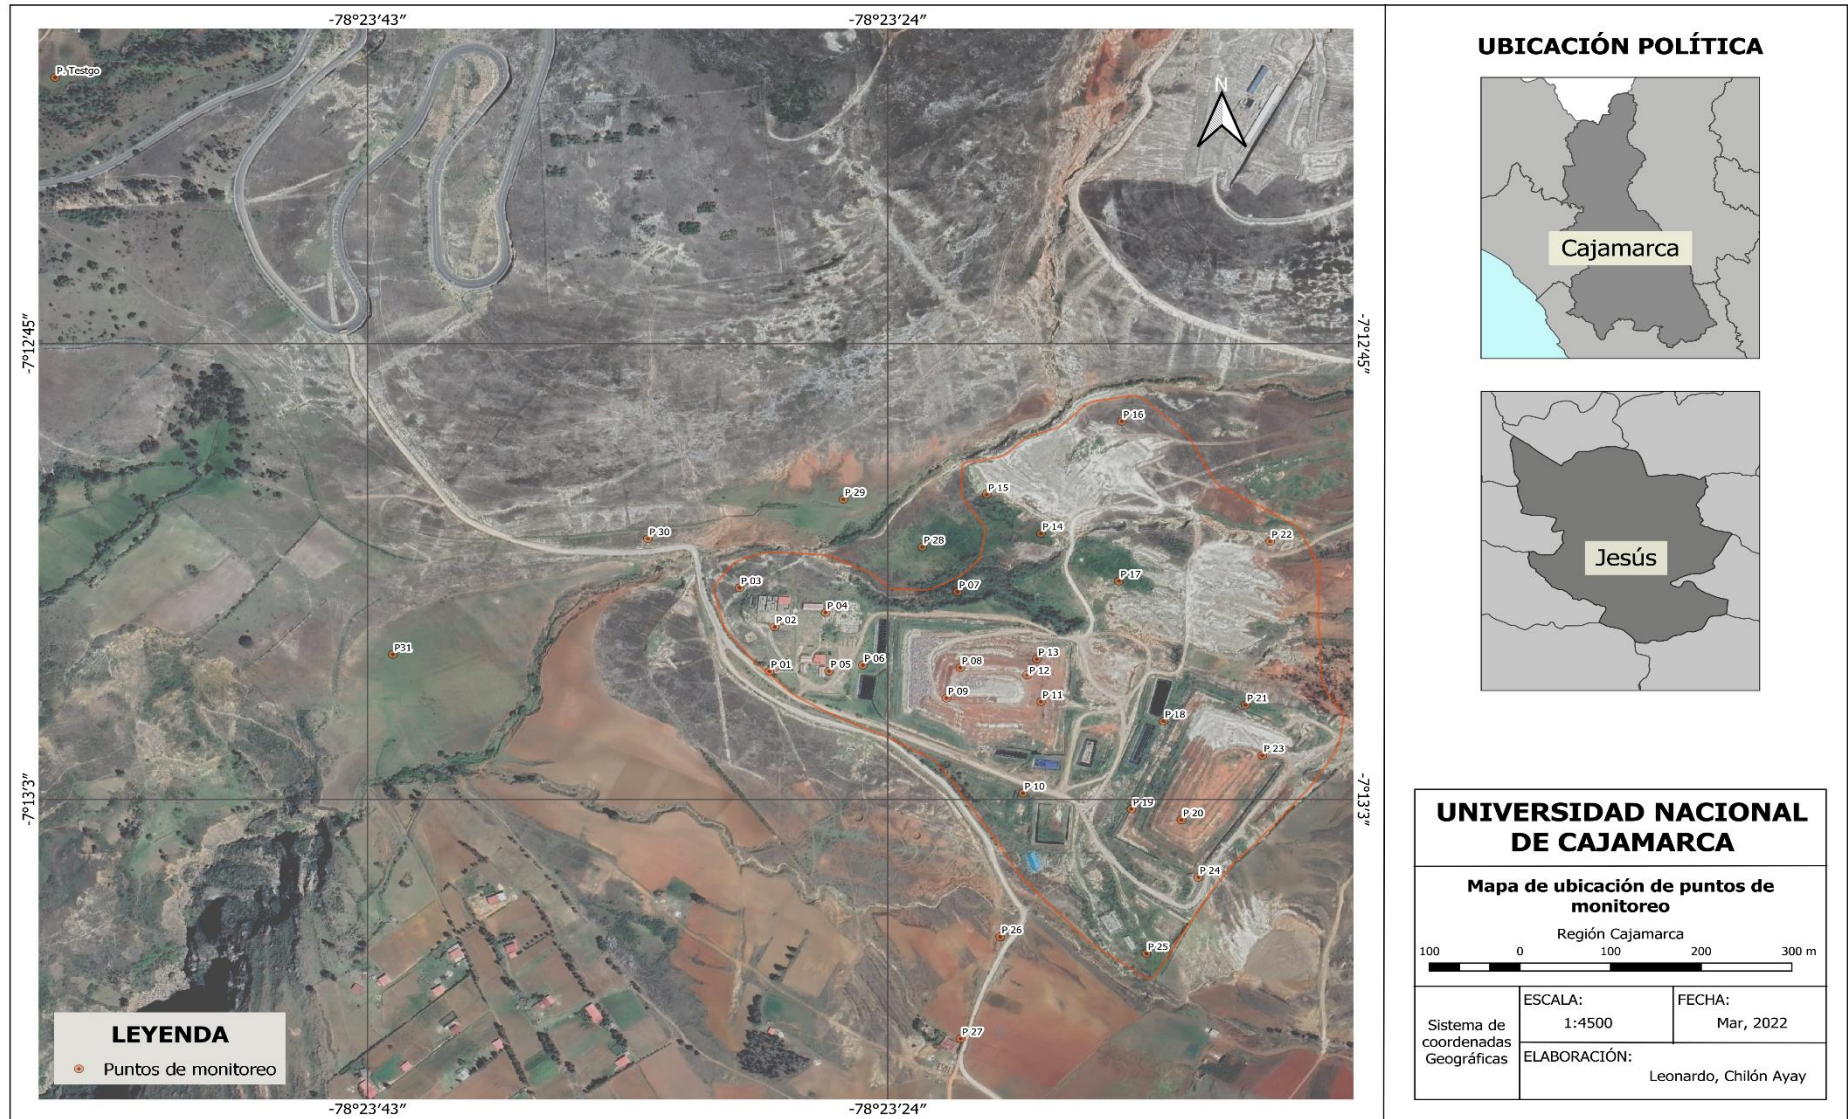 -78°23'43"
-78°23'24"
P. Testgo
N
-7°12'45"
-7°12'45"
P 16
P 15
P 29
P 14
P 30
P 28
P 22
P 17
P 03
P 07
P 04
P 02
P31
P 13
P 01
P 05
P 06
P 08
P 12
P 09
P 11
P 21
P 18
P 23
-7°13'3"
-7°13'3"
P 10
P 19
P 20
P 24
P 26
P 25
P 27
LEYENDA
Puntos de monitoreo
-78°23'43"
-78°23'24"
UBICACIÓN POLÍTICA
Cajamarca
Jesús
UNIVERSIDAD NACIONAL
DE CAJAMARCA
Mapa de ubicación de puntos de
monitoreo
Región Cajamarca
100 0 100 200 300 m
Sistema de
coordenadas
Geográficas
ESCALA:
1:4500
FECHA:
Mar, 2022
ELABORACIÓN:
Leonardo, Chilón Ayay